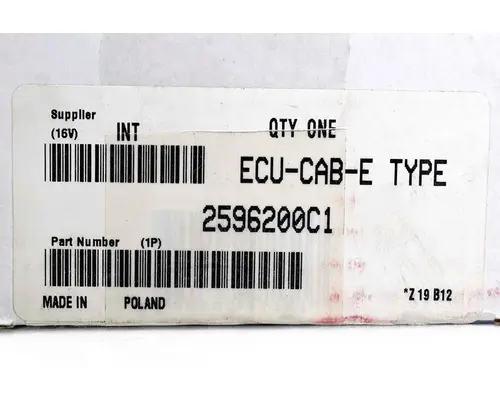 Supplier
(16V) INT QTY ONE
ECU-CAB-E TYPE
2596200C1
Part Number (1P)
MADE IN POLAND *Z 19 B12